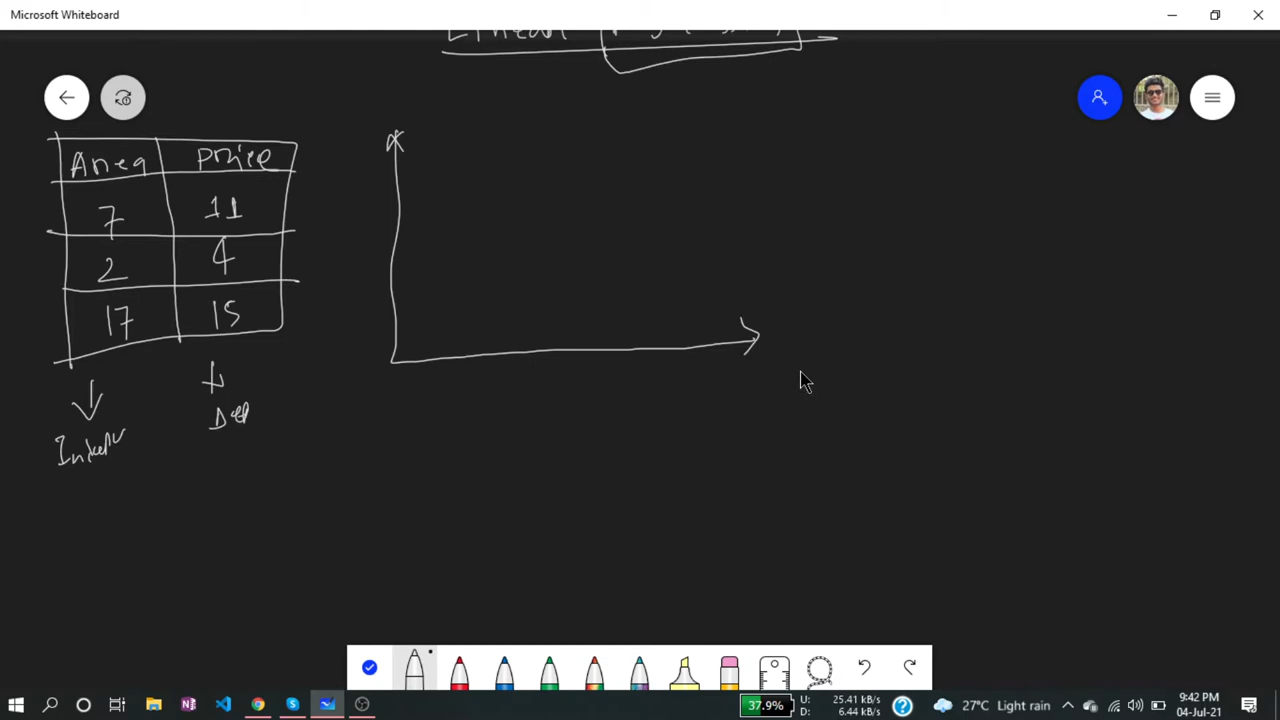 Microsoft Whiteboard
Linear
Area Price
7 11
2 4
17 15
Dep
37.9%
U: 25.41 kB/s
D: 6.44 kB/s
27°C Light rain
9:42 PM
04-Jul-21